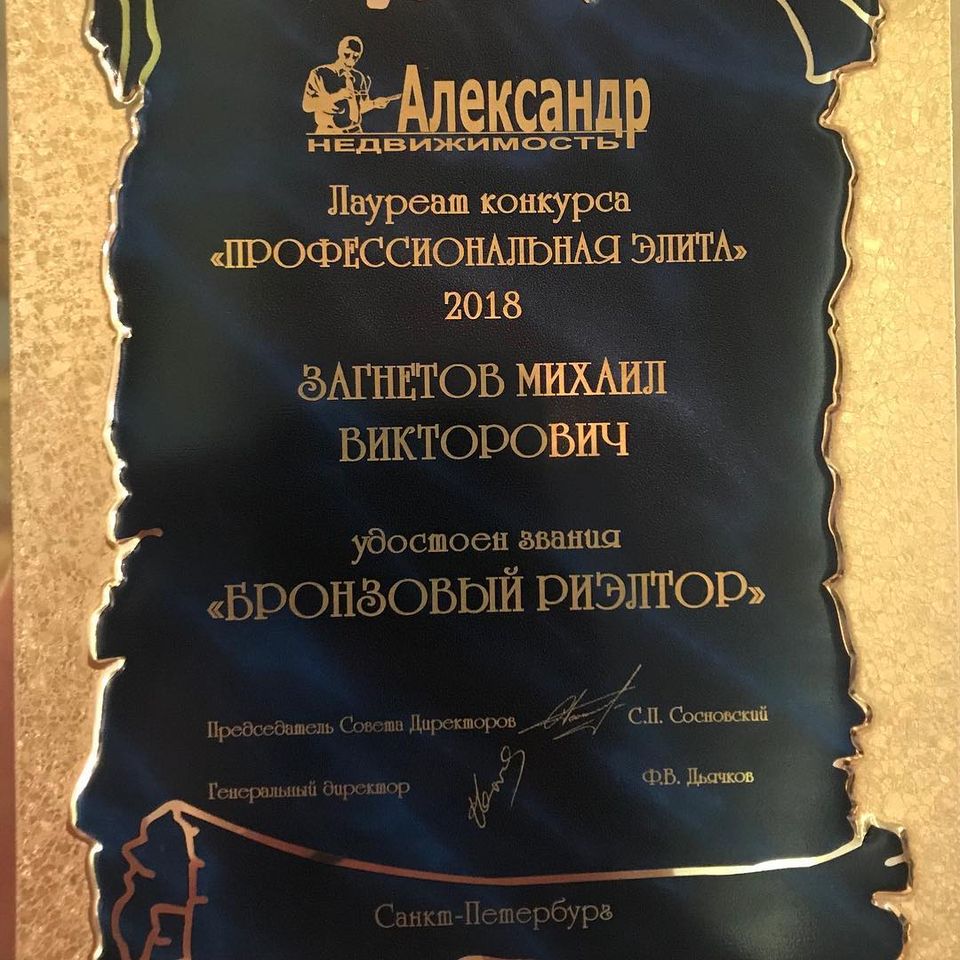 Александр
НЕДВИЖИМОСТЬ
Лауреат конкурса
«ПРОФЕССИОНАЛЬНАЯ ЭЛИТА»
2018
ЗАГНЕТОВ МИХАИЛ
ВИКТОРОВИЧ
удостоен звания
«БРОНЗОВЫЙ РИЭЛТОР»
Председатель Совета Директоров С.П. Сосновский
Генеральный директор Ф.В. Дьячков
Санкт-Петербург